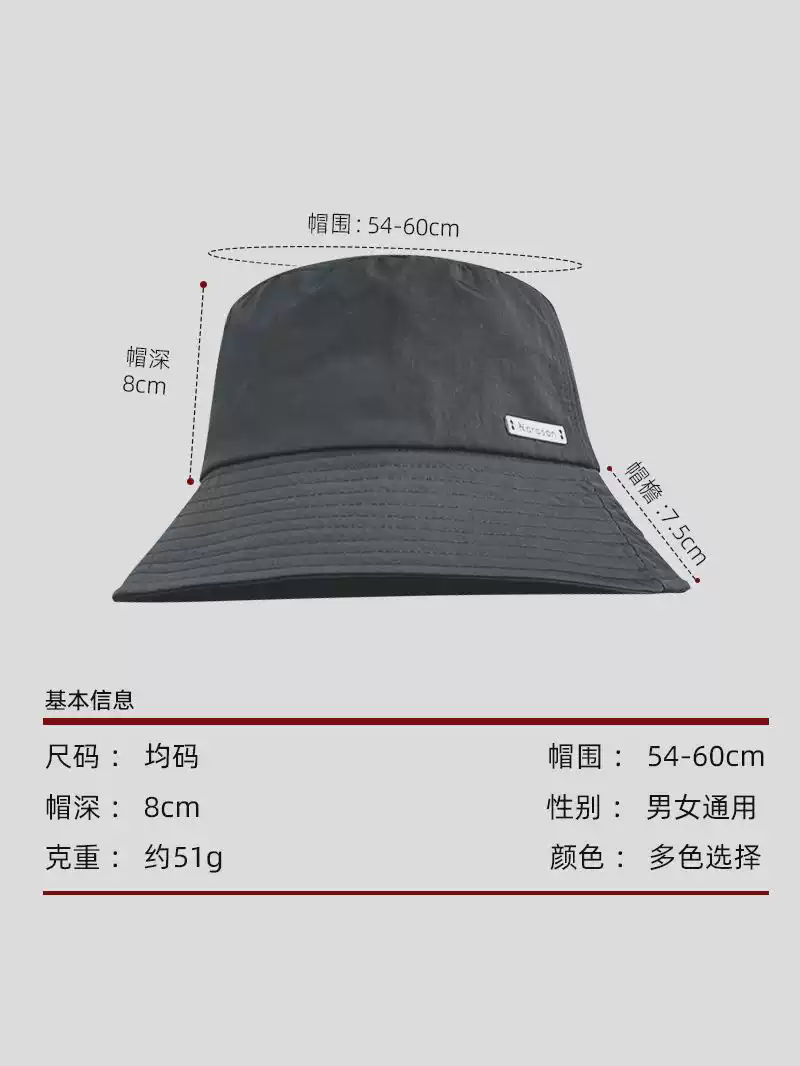 帽围：54-60cm
帽深
8cm
帽檐：7.5cm
基本信息
尺码： 均码
帽围： 54-60cm
帽深： 8cm
性别： 男女通用
克重： 约51g
颜色： 多色选择